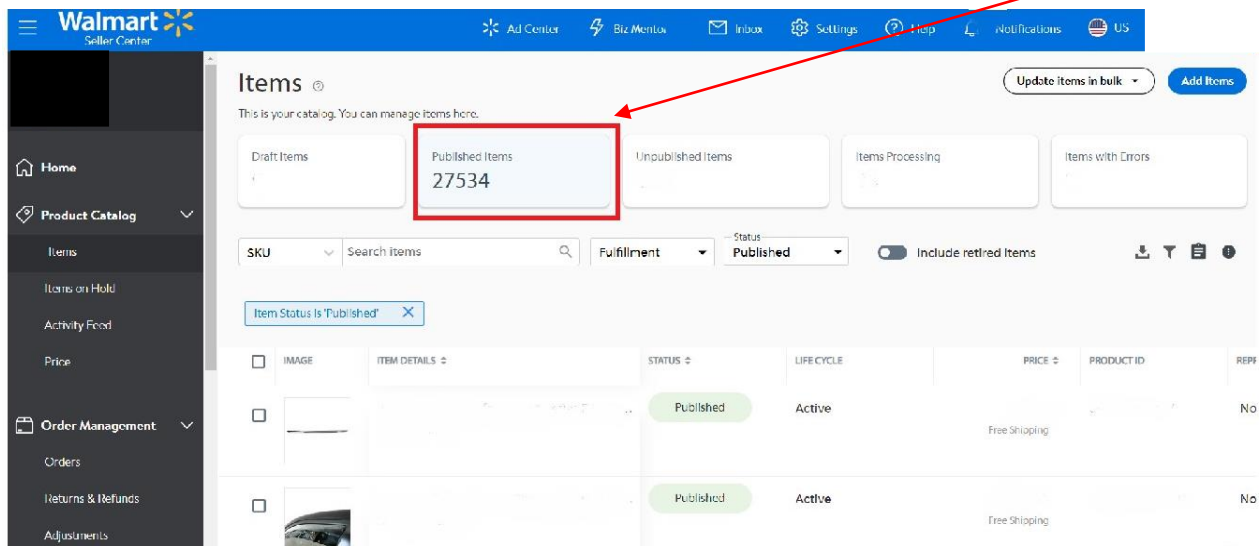 Walmart
Seller Center
Ad Center
Biz Mentor
Inbox
Settings
Help
Notifications
US
Items
Update items in bulk
Add Items
This is your catalog. You can manage items here.
Draft Items
Published Items
27534
Unpublished Items
Items Processing
Items with Errors
Home
Product Catalog
Items
Items on Hold
Activity Feed
Price
Order Management
Orders
Returns & Refunds
Adjustments
SKU
Search items
Fulfillment
Status
Published
Include retired items
Item Status is 'Published'
IMAGE
ITEM DETAILS
STATUS
LIFECYCLE
PRICE
PRODUCT ID
REPR
Published
Active
Free Shipping
No
Published
Active
Free Shipping
No